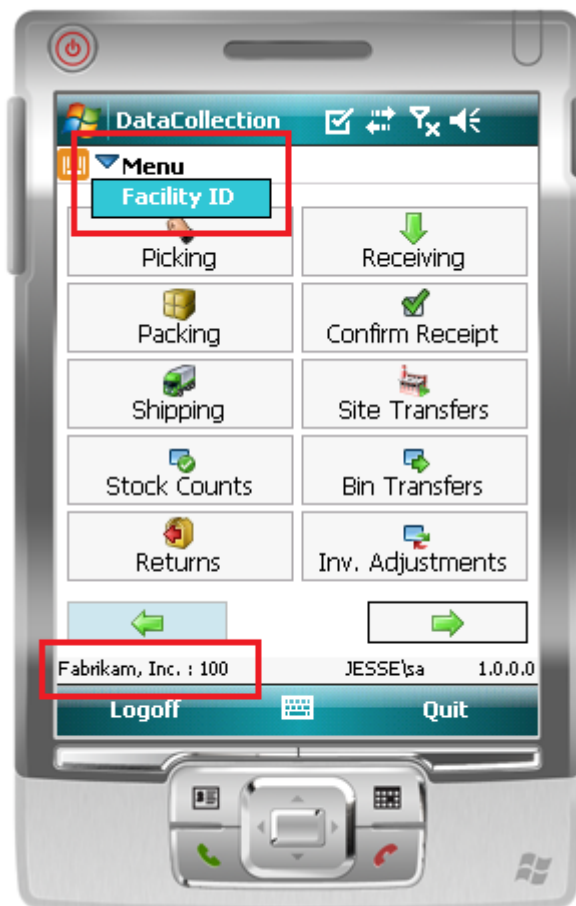 DataCollection
Menu
Facility ID
Picking Receiving
Packing Confirm Receipt
Shipping Site Transfers
Stock Counts Bin Transfers
Returns Inv. Adjustments
Fabrikam, Inc. : 100 JESSE\sa 1.0.0.0
Logoff Quit